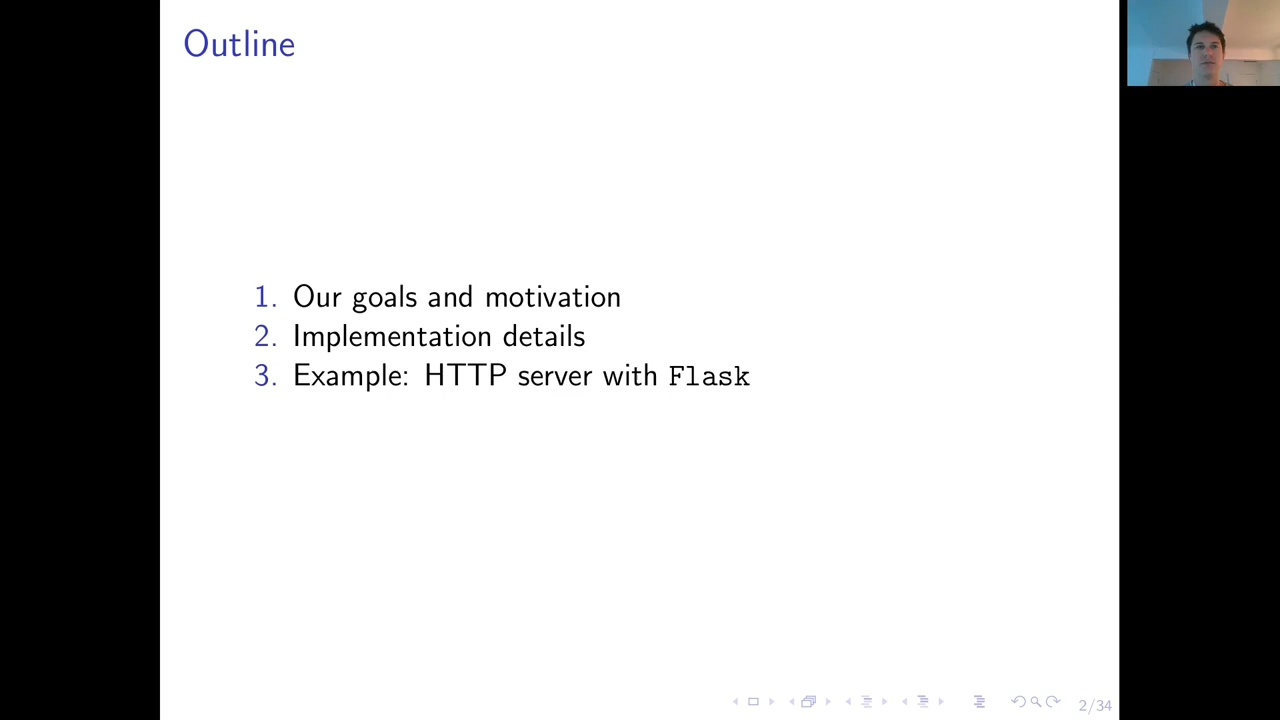 Outline
1. Our goals and motivation
2. Implementation details
3. Example: HTTP server with Flask
2/34